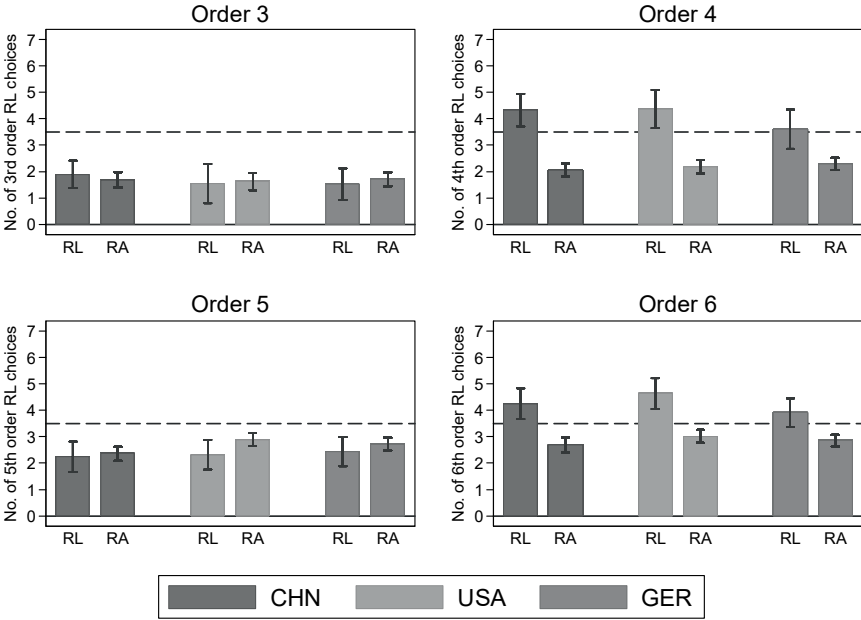 Order 3
No. of 3rd order RL choices
7
6
5
4
3
2
1
0
RL RA RL RA RL RA
Order 4
No. of 4th order RL choices
7
6
5
4
3
2
1
0
RL RA RL RA RL RA
Order 5
No. of 5th order RL choices
7
6
5
4
3
2
1
0
RL RA RL RA RL RA
Order 6
No. of 6th order RL choices
7
6
5
4
3
2
1
0
RL RA RL RA RL RA
CHN USA GER